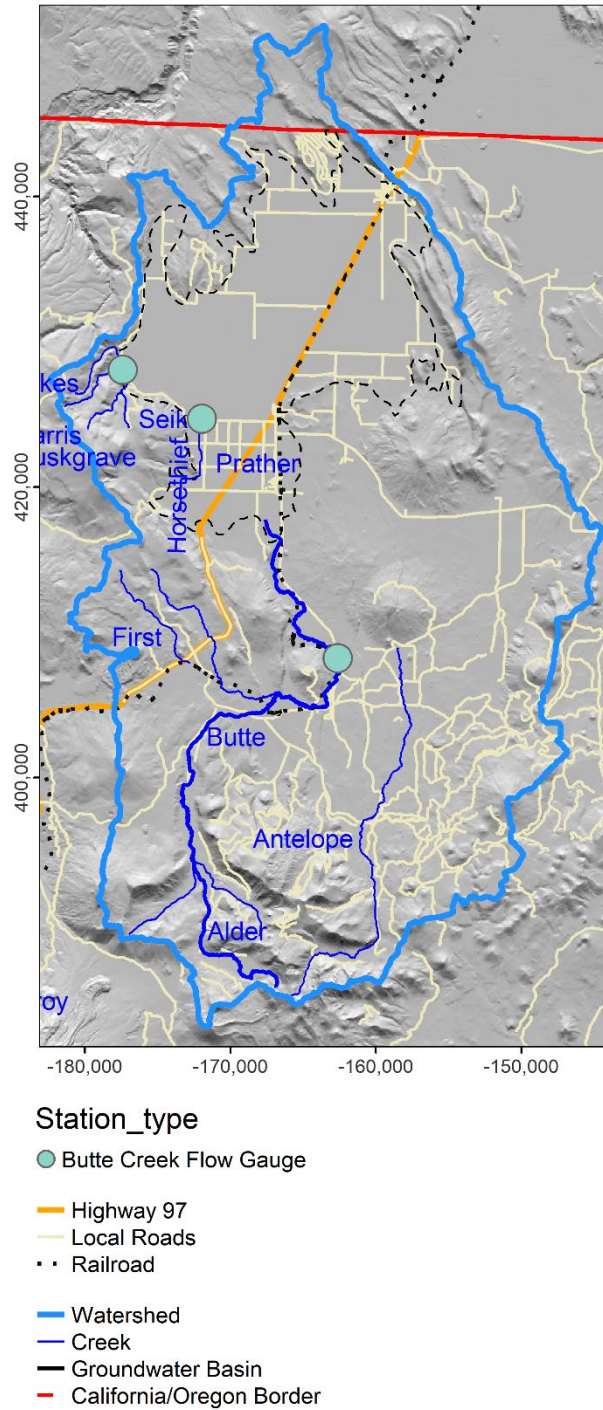 440,000
kes
Seik
arris
uskgrave
Prather
Horsethief
420,000
First
Butte
400,000
Antelope
Alder
roy
-180,000 -170,000 -160,000 -150,000
Station_type
Butte Creek Flow Gauge
Highway 97
Local Roads
Railroad
Watershed
Creek
Groundwater Basin
California/Oregon Border